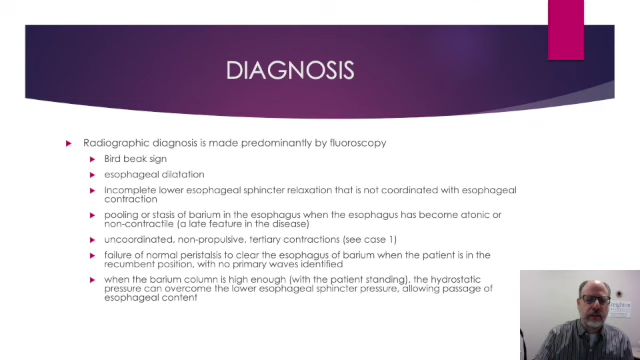 DIAGNOSIS
Radiographic diagnosis is made predominantly by fluoroscopy
Bird beak sign
esophageal dilatation
Incomplete lower esophageal sphincter relaxation that is not coordinated with esophageal
contraction
pooling or stasis of barium in the esophagus when the esophagus has become atonic or
non-contractile (a late feature in the disease)
uncoordinated, non-propulsive, tertiary contractions (see case 1)
failure of normal peristalsis to clear the esophagus of barium when the patient is in the
recumbent position, with no primary waves identified
when the barium column is high enough (with the patient standing), the hydrostatic
pressure can overcome the lower esophageal sphincter pressure, allowing passage of
esophageal content